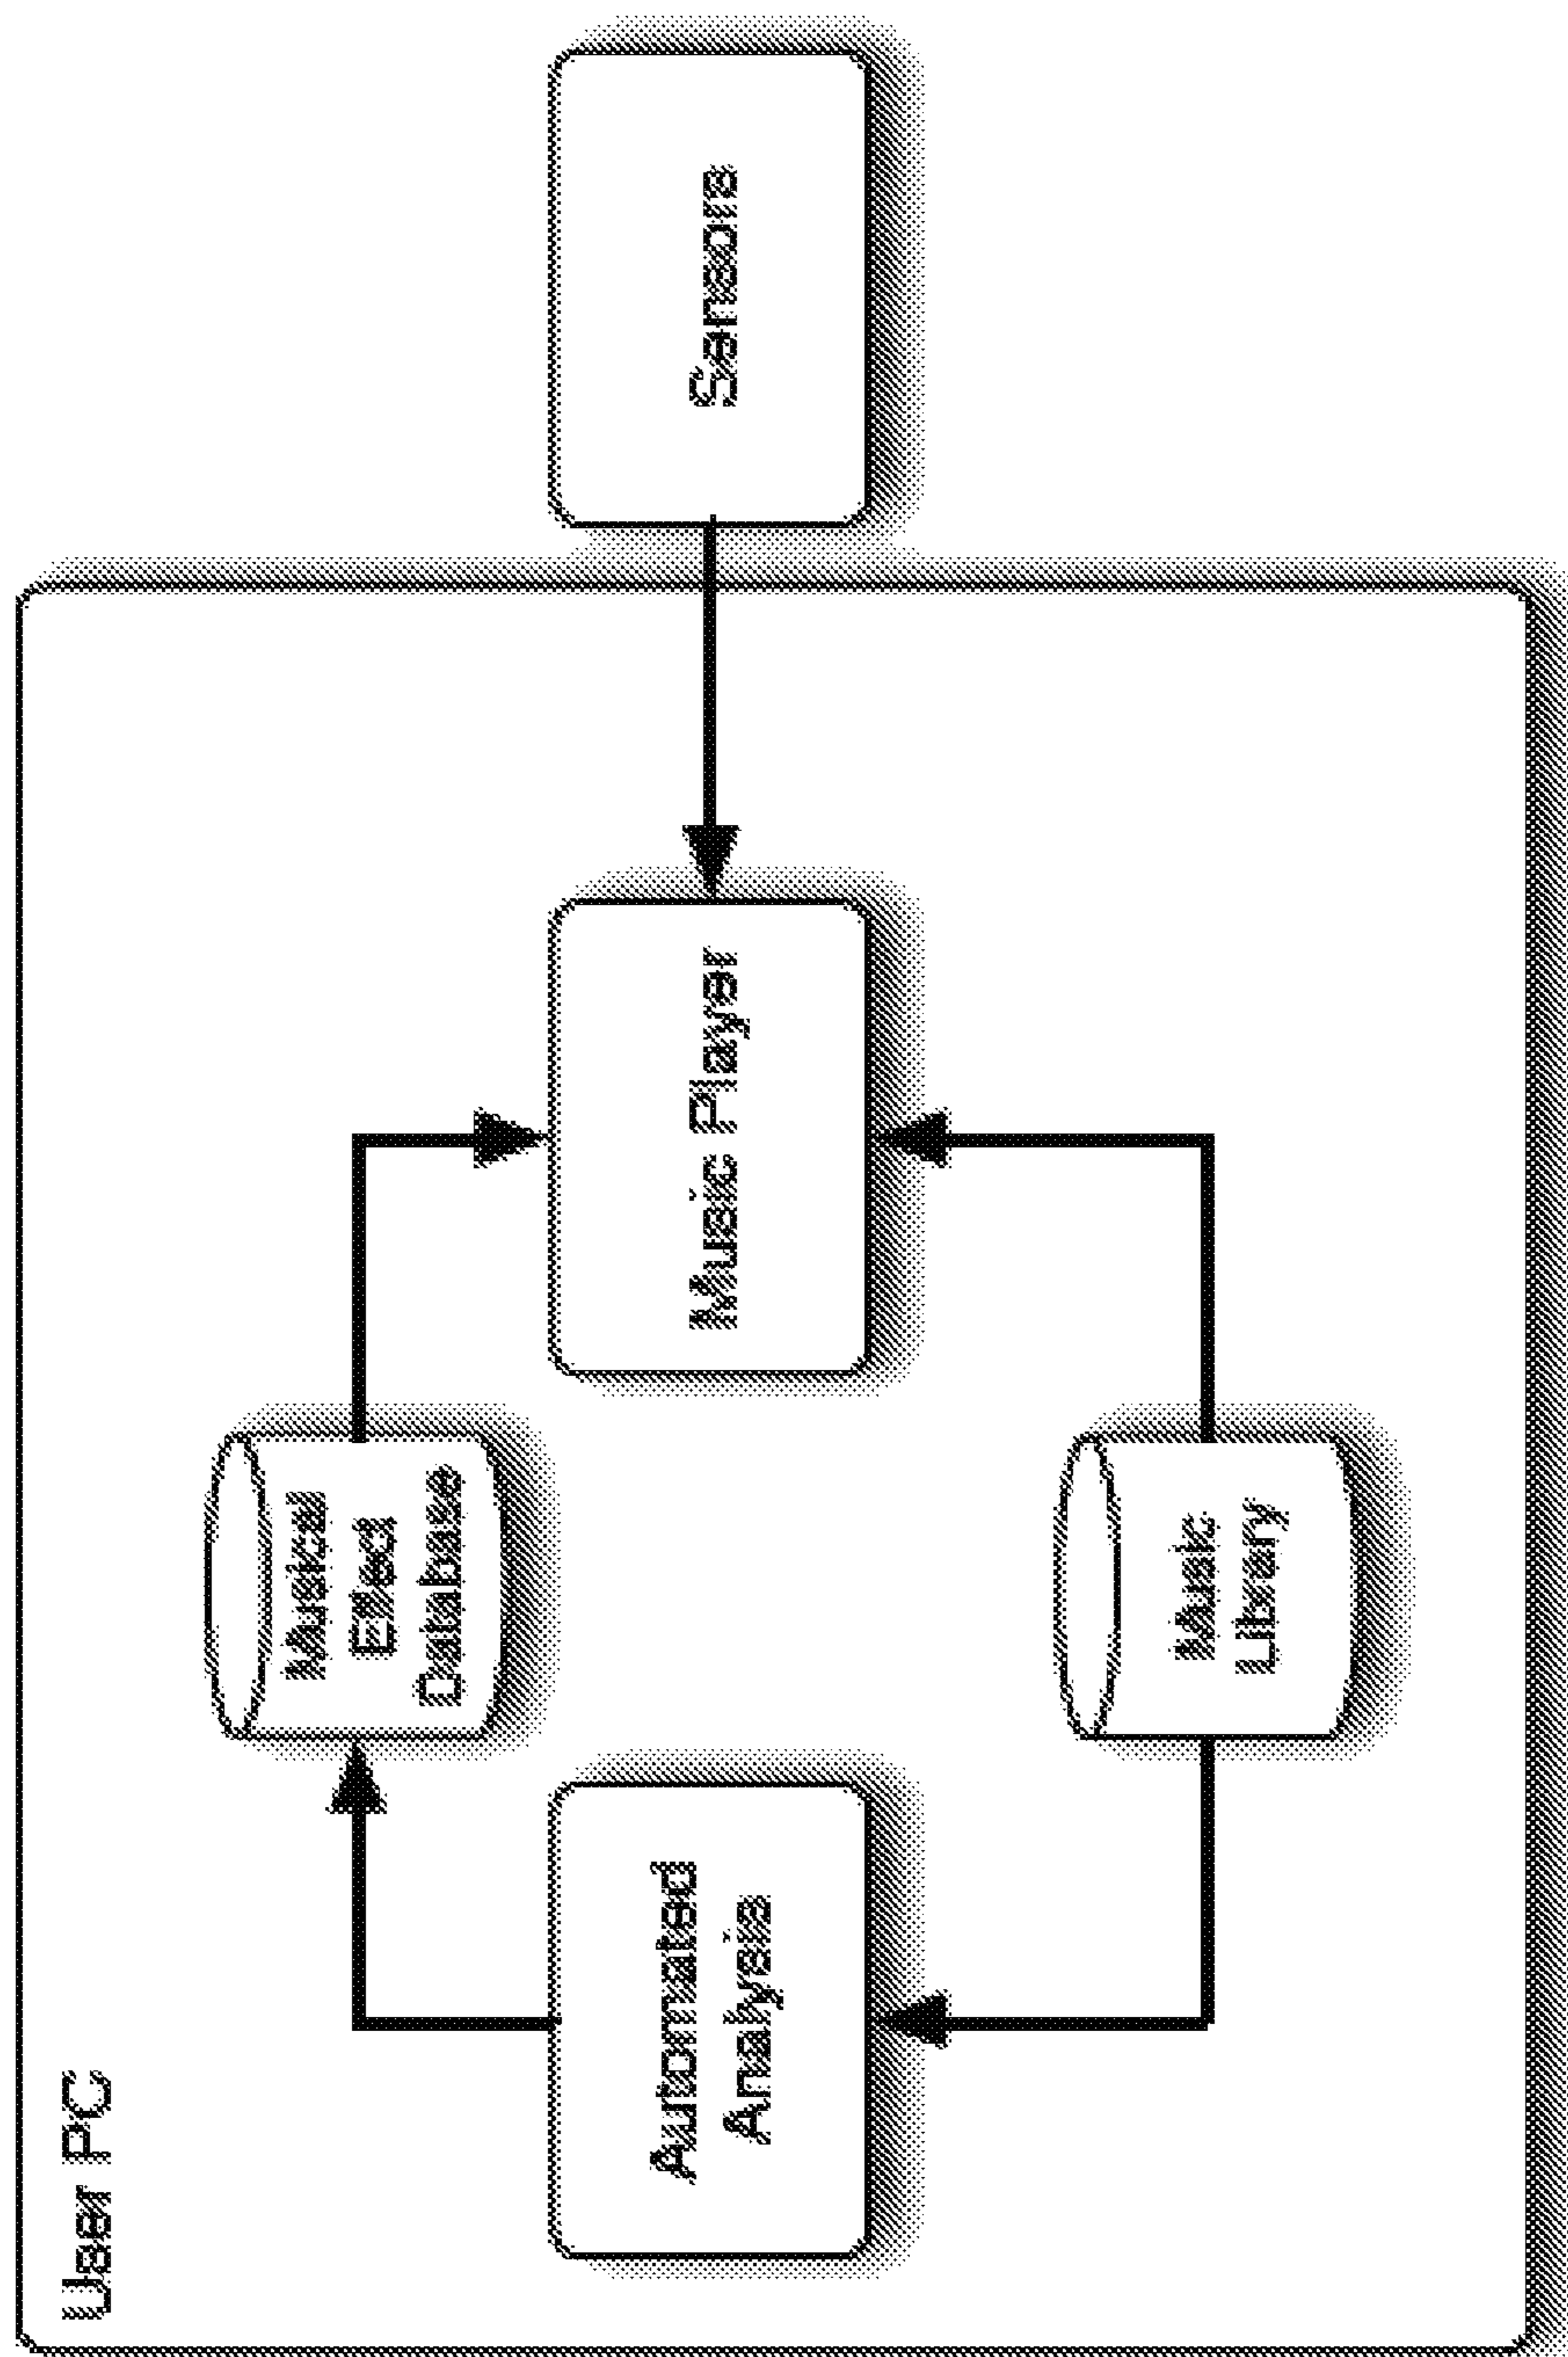 User PC
Musical
Effect
Database
Automated
Analysis
Music Player
Sensors
Music
Library